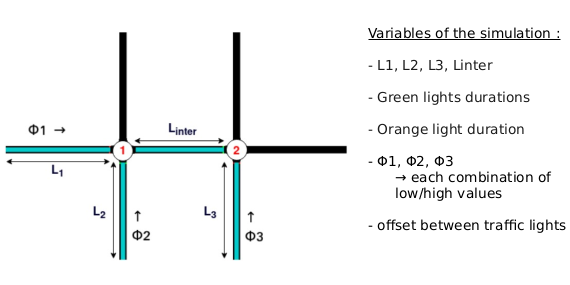 Variables of the simulation :
- L1, L2, L3, Linter
- Green lights durations
- Orange light duration
- Φ1, Φ2, Φ3
→ each combination of
low/high values
- offset between traffic lights
Φ1 →
Linter
1
2
L1
L2
L3
↑
Φ2
↑
Φ3